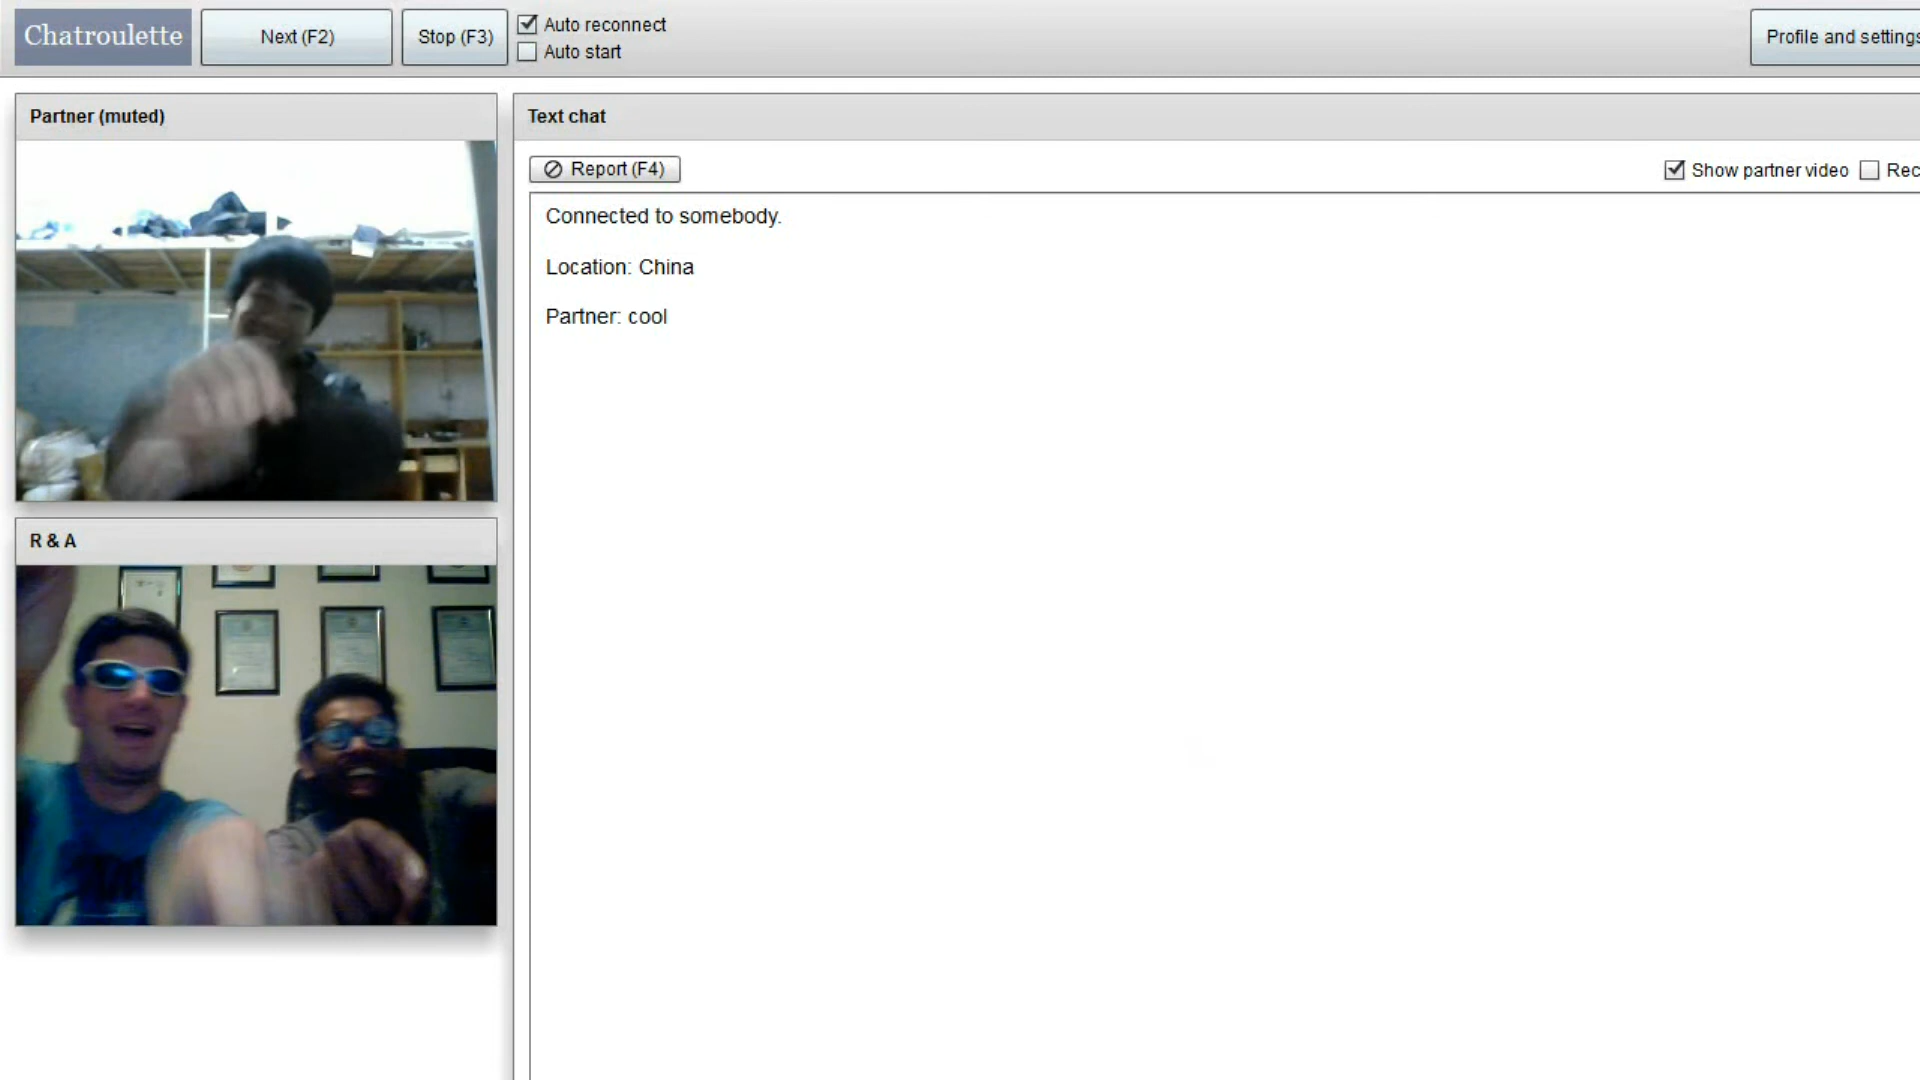 Chatroulette
Next (F2)
Stop (F3)
Auto reconnect
Auto start
Profile and settings
Partner (muted)
Text chat
Report (F4)
Show partner video
Rec
Connected to somebody.
Location: China
Partner: cool
R & A